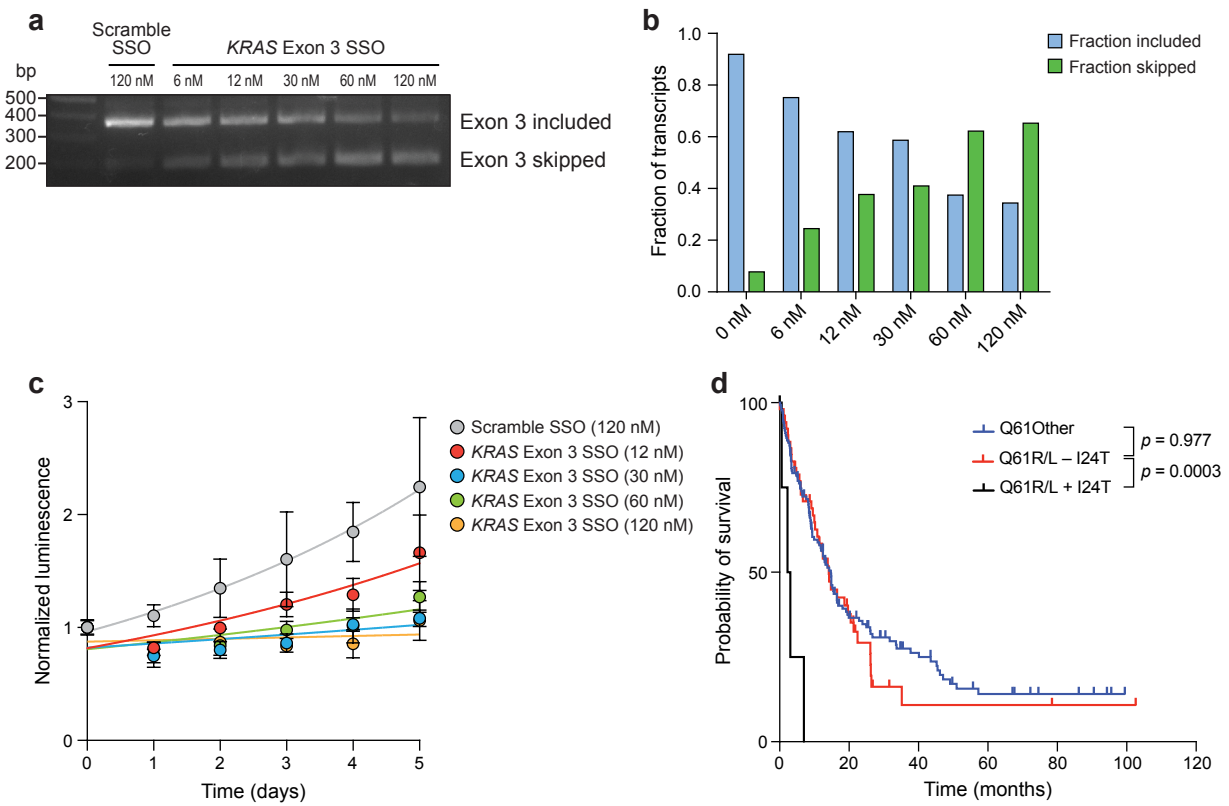 a
Scramble
SSO
KRAS Exon 3 SSO
bp
120 nM
6 nM
12 nM
30 nM
60 nM
120 nM
500
400
300
200
Exon 3 included
Exon 3 skipped
b
Fraction of transcripts
1.0
0.8
0.6
0.4
0.2
0.0
0 nM
6 nM
12 nM
30 nM
60 nM
120 nM
Fraction included
Fraction skipped
c
Normalized luminescence
3
2
1
0
0 1 2 3 4 5
Time (days)
Scramble SSO (120 nM)
KRAS Exon 3 SSO (12 nM)
KRAS Exon 3 SSO (30 nM)
KRAS Exon 3 SSO (60 nM)
KRAS Exon 3 SSO (120 nM)
d
Probability of survival
100
50
0
0 20 40 60 80 100 120
Time (months)
Q61Other
Q61R/L – I24T
Q61R/L + I24T
p = 0.977
p = 0.0003